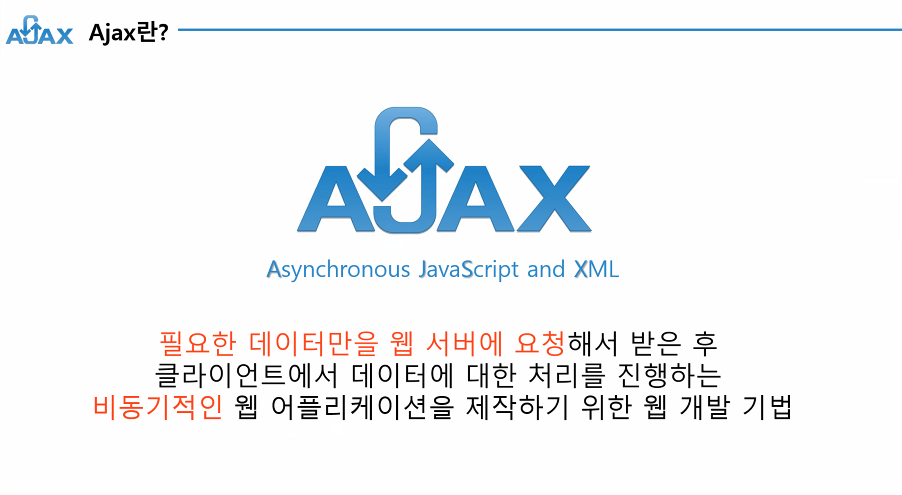 AJAX Ajax란?
AJAX
Asynchronous JavaScript and XML
필요한 데이터만을 웹 서버에 요청해서 받은 후
클라이언트에서 데이터에 대한 처리를 진행하는
비동기적인 웹 어플리케이션을 제작하기 위한 웹 개발 기법